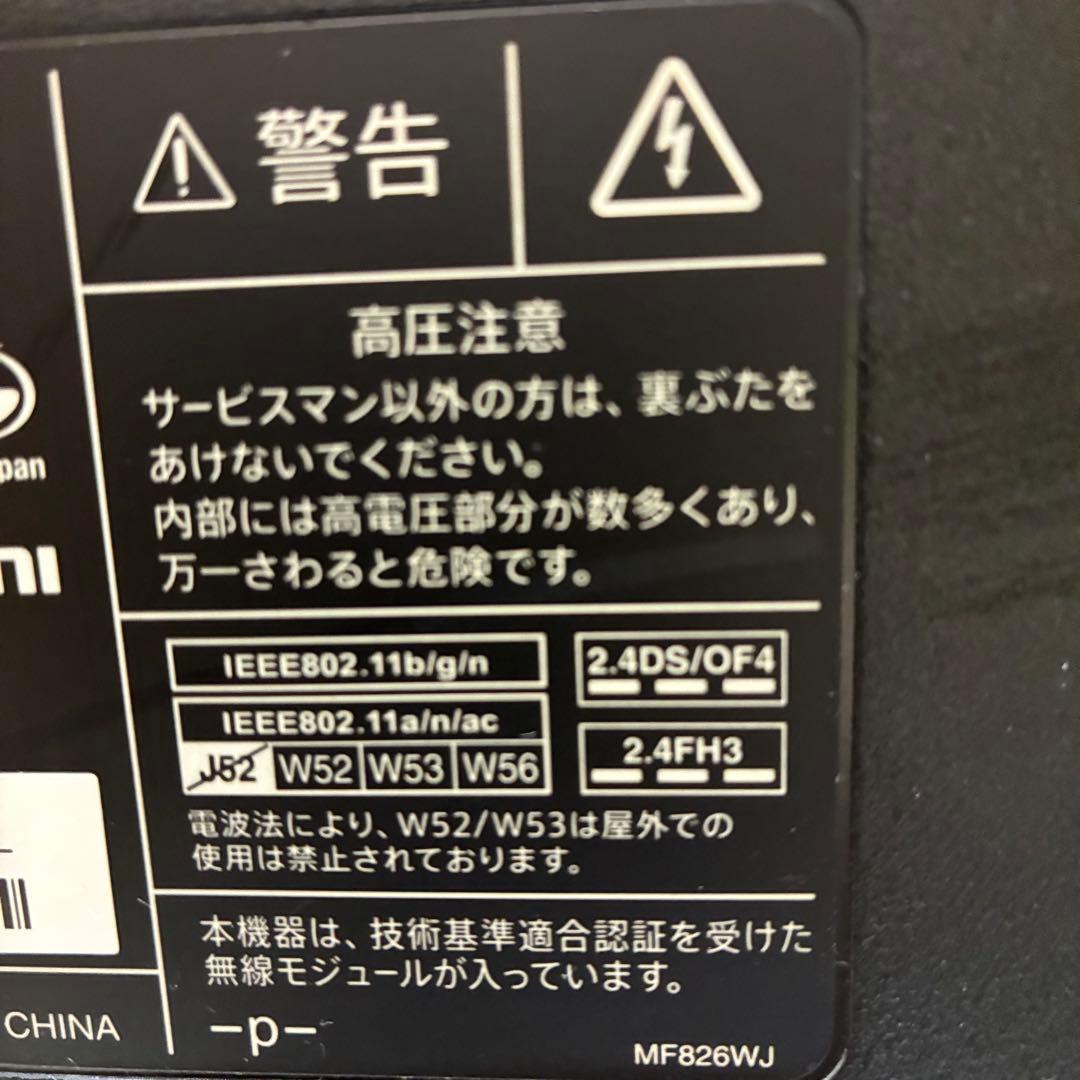 警告
高圧注意
サービスマン以外の方は、裏ぶたを
あけないでください。
内部には高電圧部分が数多くあり、
万一さわると危険です。
IEEE802.11b/g/n
2.4DS/OF4
IEEE802.11a/n/ac
J52 W52 W53 W56
2.4FH3
電波法により、W52/W53は屋外での
使用は禁止されております。
本機器は、技術基準適合認証を受けた
無線モジュールが入っています。
CHINA
-p-
MF826WJ